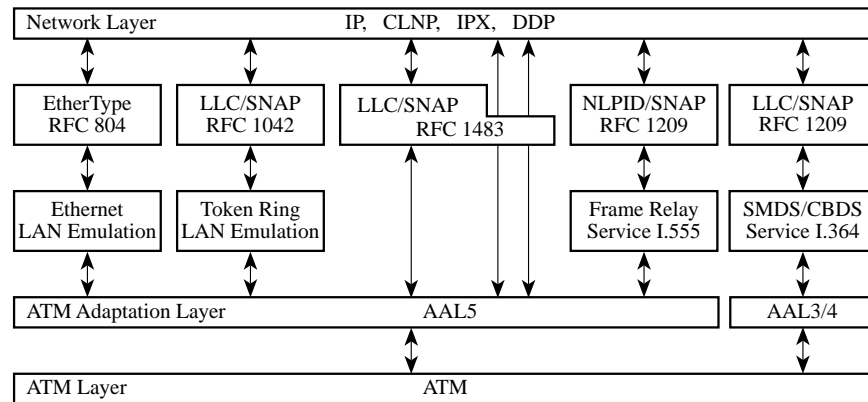 Network Layer IP, CLNP, IPX, DDP
EtherType
RFC 804
LLC/SNAP
RFC 1042
LLC/SNAP
RFC 1483
NLPID/SNAP
RFC 1209
LLC/SNAP
RFC 1209
Ethernet
LAN Emulation
Token Ring
LAN Emulation
Frame Relay
Service I.555
SMDS/CBDS
Service I.364
ATM Adaptation Layer AAL5
AAL3/4
ATM Layer ATM